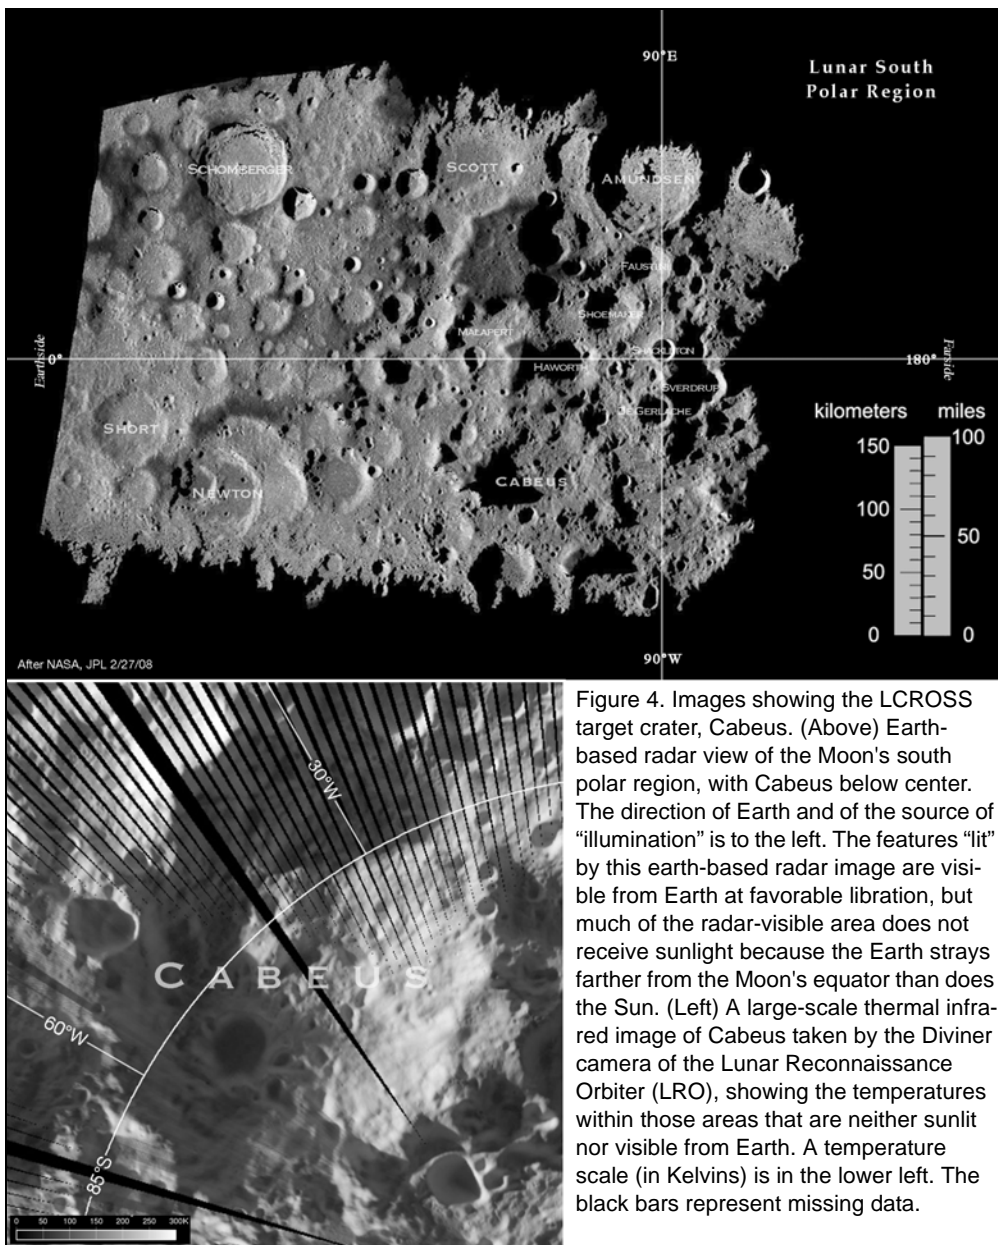 90°E
Lunar South
Polar Region
Schomberger
Scott
Amundsen
Faustini
Shoemaker
Malapert
Shackleton
Earthside
0°
180°
Farside
Haworth
Sverdrup
de Gerlache
Short
Newton
Cabeus
kilometers miles
150 100
100
50
50
0 0
After NASA, JPL 2/27/08
90°W
30°W
Cabeus
60°W
85°S
0 50 100 150 200 250 300K
Figure 4. Images showing the LCROSS
target crater, Cabeus. (Above) Earth-
based radar view of the Moon's south
polar region, with Cabeus below center.
The direction of Earth and of the source of
“illumination” is to the left. The features “lit”
by this earth-based radar image are visi-
ble from Earth at favorable libration, but
much of the radar-visible area does not
receive sunlight because the Earth strays
farther from the Moon's equator than does
the Sun. (Left) A large-scale thermal infra-
red image of Cabeus taken by the Diviner
camera of the Lunar Reconnaissance
Orbiter (LRO), showing the temperatures
within those areas that are neither sunlit
nor visible from Earth. A temperature
scale (in Kelvins) is in the lower left. The
black bars represent missing data.